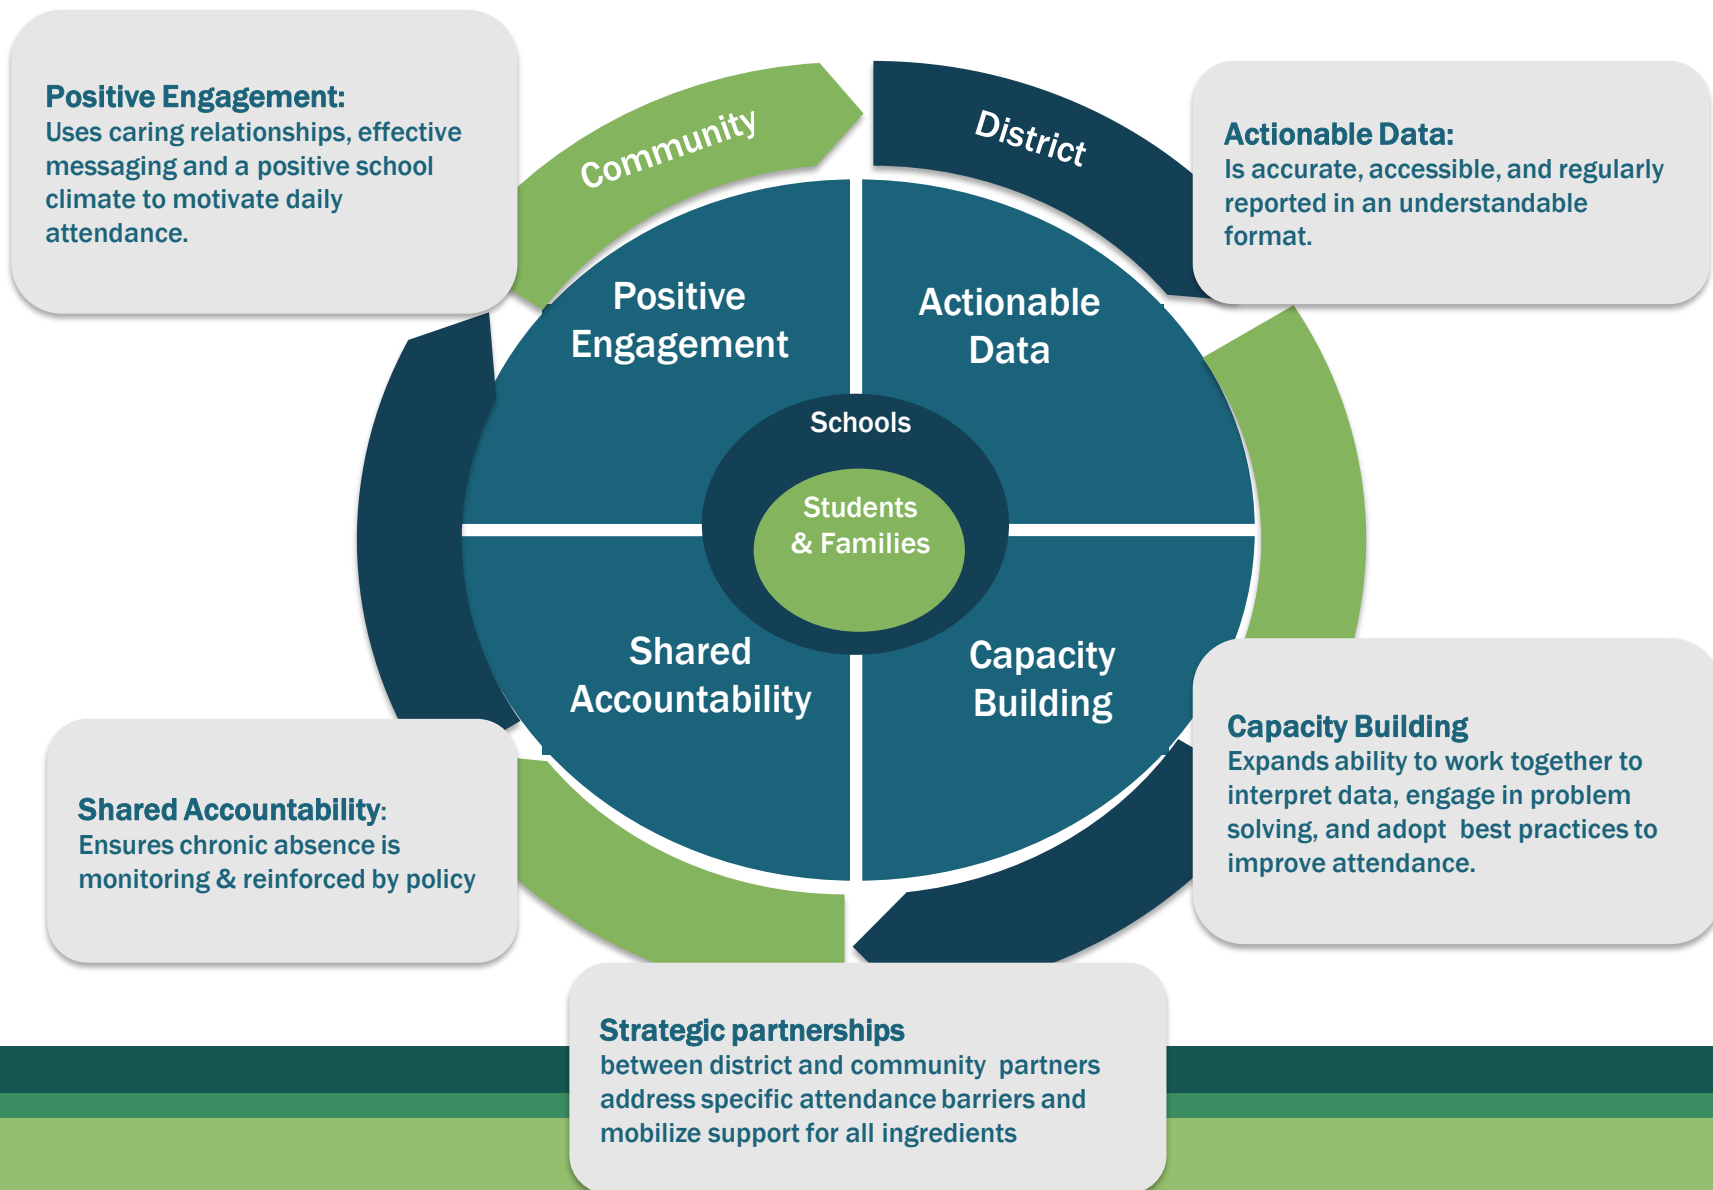 Positive Engagement:
Uses caring relationships, effective
messaging and a positive school
climate to motivate daily
attendance.
Community
District
Actionable Data:
Is accurate, accessible, and regularly
reported in an understandable
format.
Positive
Engagement
Actionable
Data
Schools
Students
& Families
Shared
Accountability
Capacity
Building
Shared Accountability:
Ensures chronic absence is
monitoring & reinforced by policy
Capacity Building
Expands ability to work together to
interpret data, engage in problem
solving, and adopt  best practices to
improve attendance.
Strategic partnerships
between district and community  partners
address specific attendance barriers and
mobilize support for all ingredients